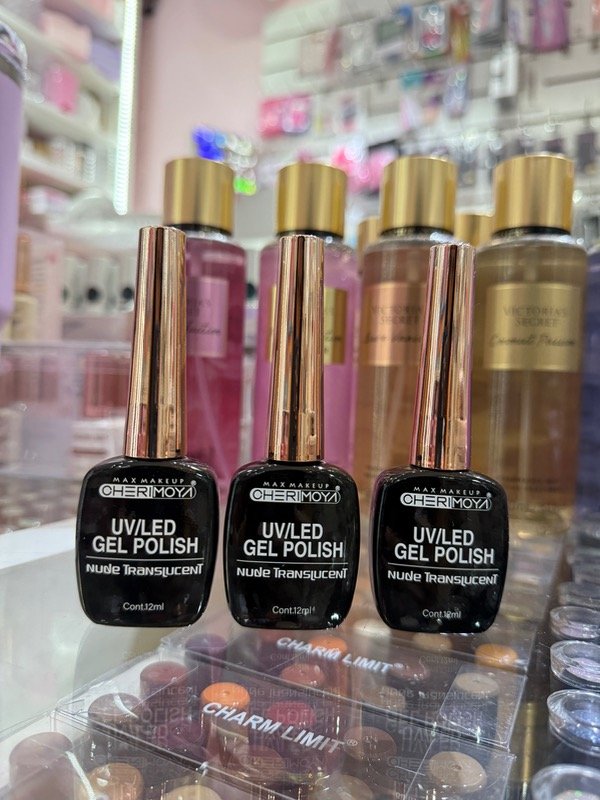 MAX MAKEUP
CHERIMOYA®
UV/LED
GEL POLISH
NUDE TRANSLUCENT
Cont.12ml
MAX MAKEUP
CHERIMOYA®
UV/LED
GEL POLISH
NUDE TRANSLUCENT
Cont.12ml
MAX MAKEUP
CHERIMOYA®
UV/LED
GEL POLISH
NUDE TRANSLUCENT
Cont.12ml
VICTORIA'S
SECRET
VICTORIA'S
SECRET
Coconut Passion
CHARM LIMIT®
CHARM LIMIT®